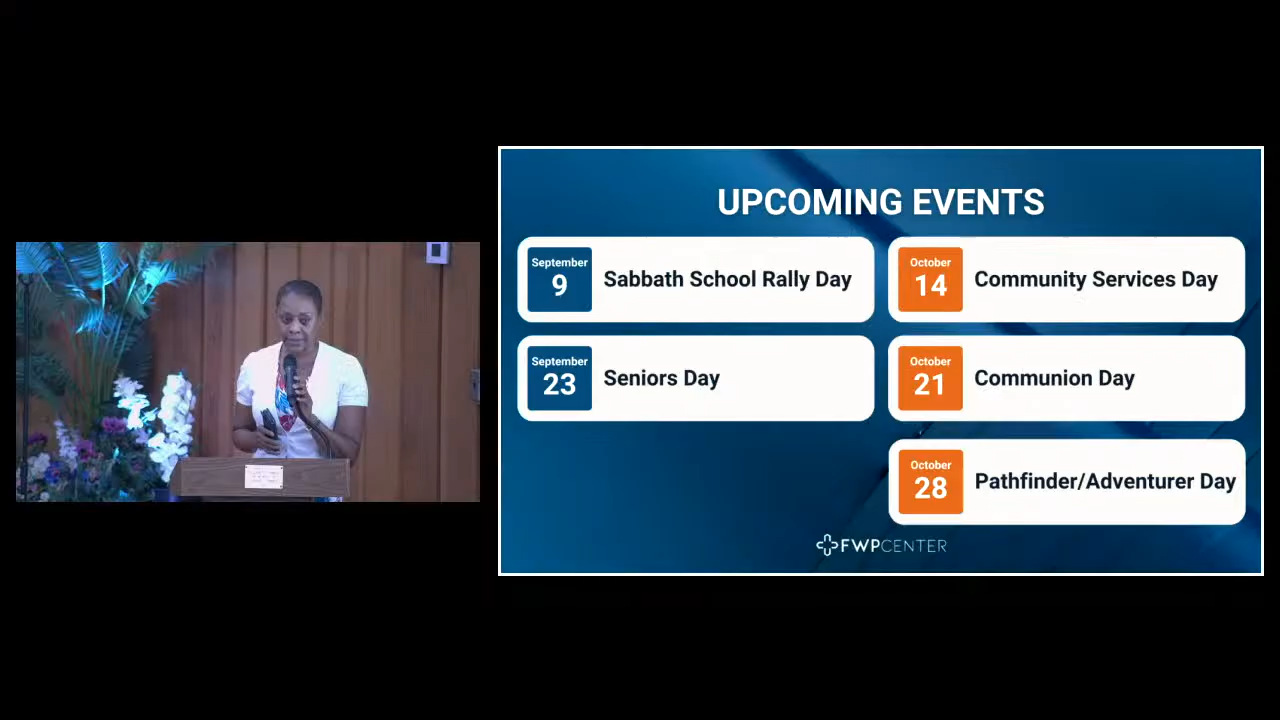 UPCOMING EVENTS
September
9
Sabbath School Rally Day
September
23
Seniors Day
October
14
Community Services Day
October
21
Communion Day
October
28
Pathfinder/Adventurer Day
FWPCENTER